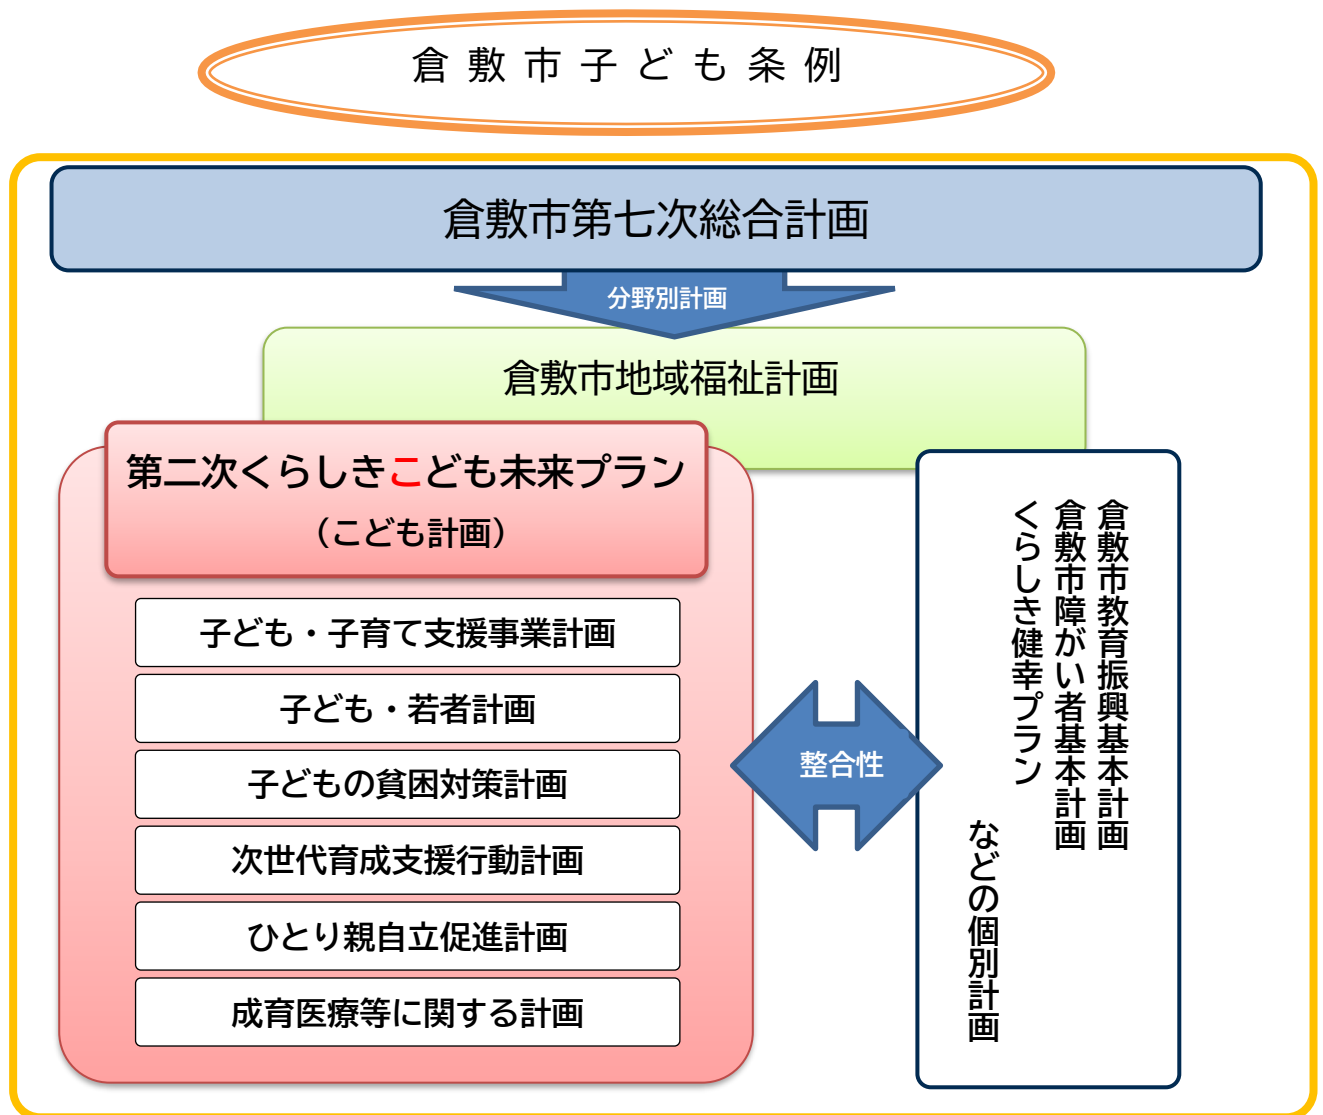 倉敷市子ども条例
倉敷市第七次総合計画
分野別計画
倉敷市地域福祉計画
第二次くらしきこども未来プラン
（こども計画）
子ども・子育て支援事業計画
子ども・若者計画
子どもの貧困対策計画
次世代育成支援行動計画
ひとり親自立促進計画
成育医療等に関する計画
整合性
倉敷市教育振興基本計画
倉敷市障がい者基本計画
くらしき健幸プラン
などの個別計画